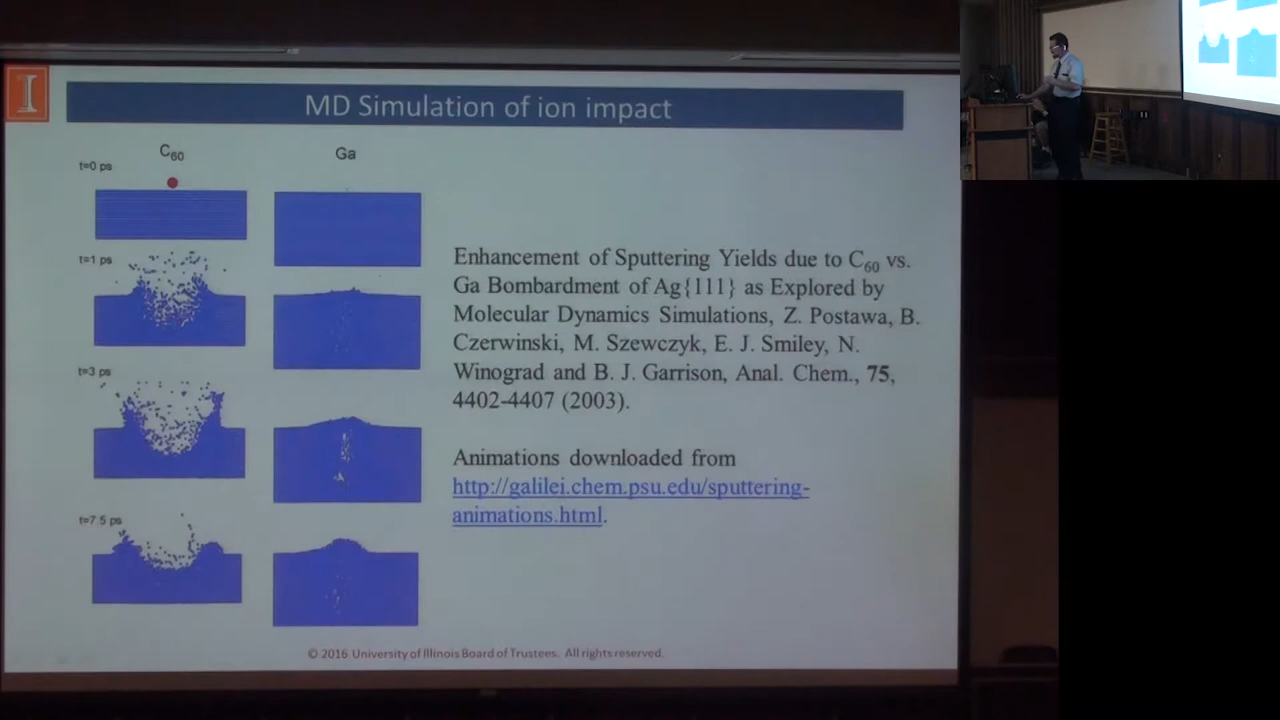 I
MD Simulation of ion impact
C60
Ga
t=0 ps
t=1 ps
t=3 ps
t=7.5 ps
Enhancement of Sputtering Yields due to C60 vs.
Ga Bombardment of Ag{111} as Explored by
Molecular Dynamics Simulations, Z. Postawa, B.
Czerwinski, M. Szewczyk, E. J. Smiley, N.
Winograd and B. J. Garrison, Anal. Chem., 75,
4402-4407 (2003).
Animations downloaded from
http://galilei.chem.psu.edu/sputtering-
animations.html.
© 2016 University of Illinois Board of Trustees. All rights reserved.